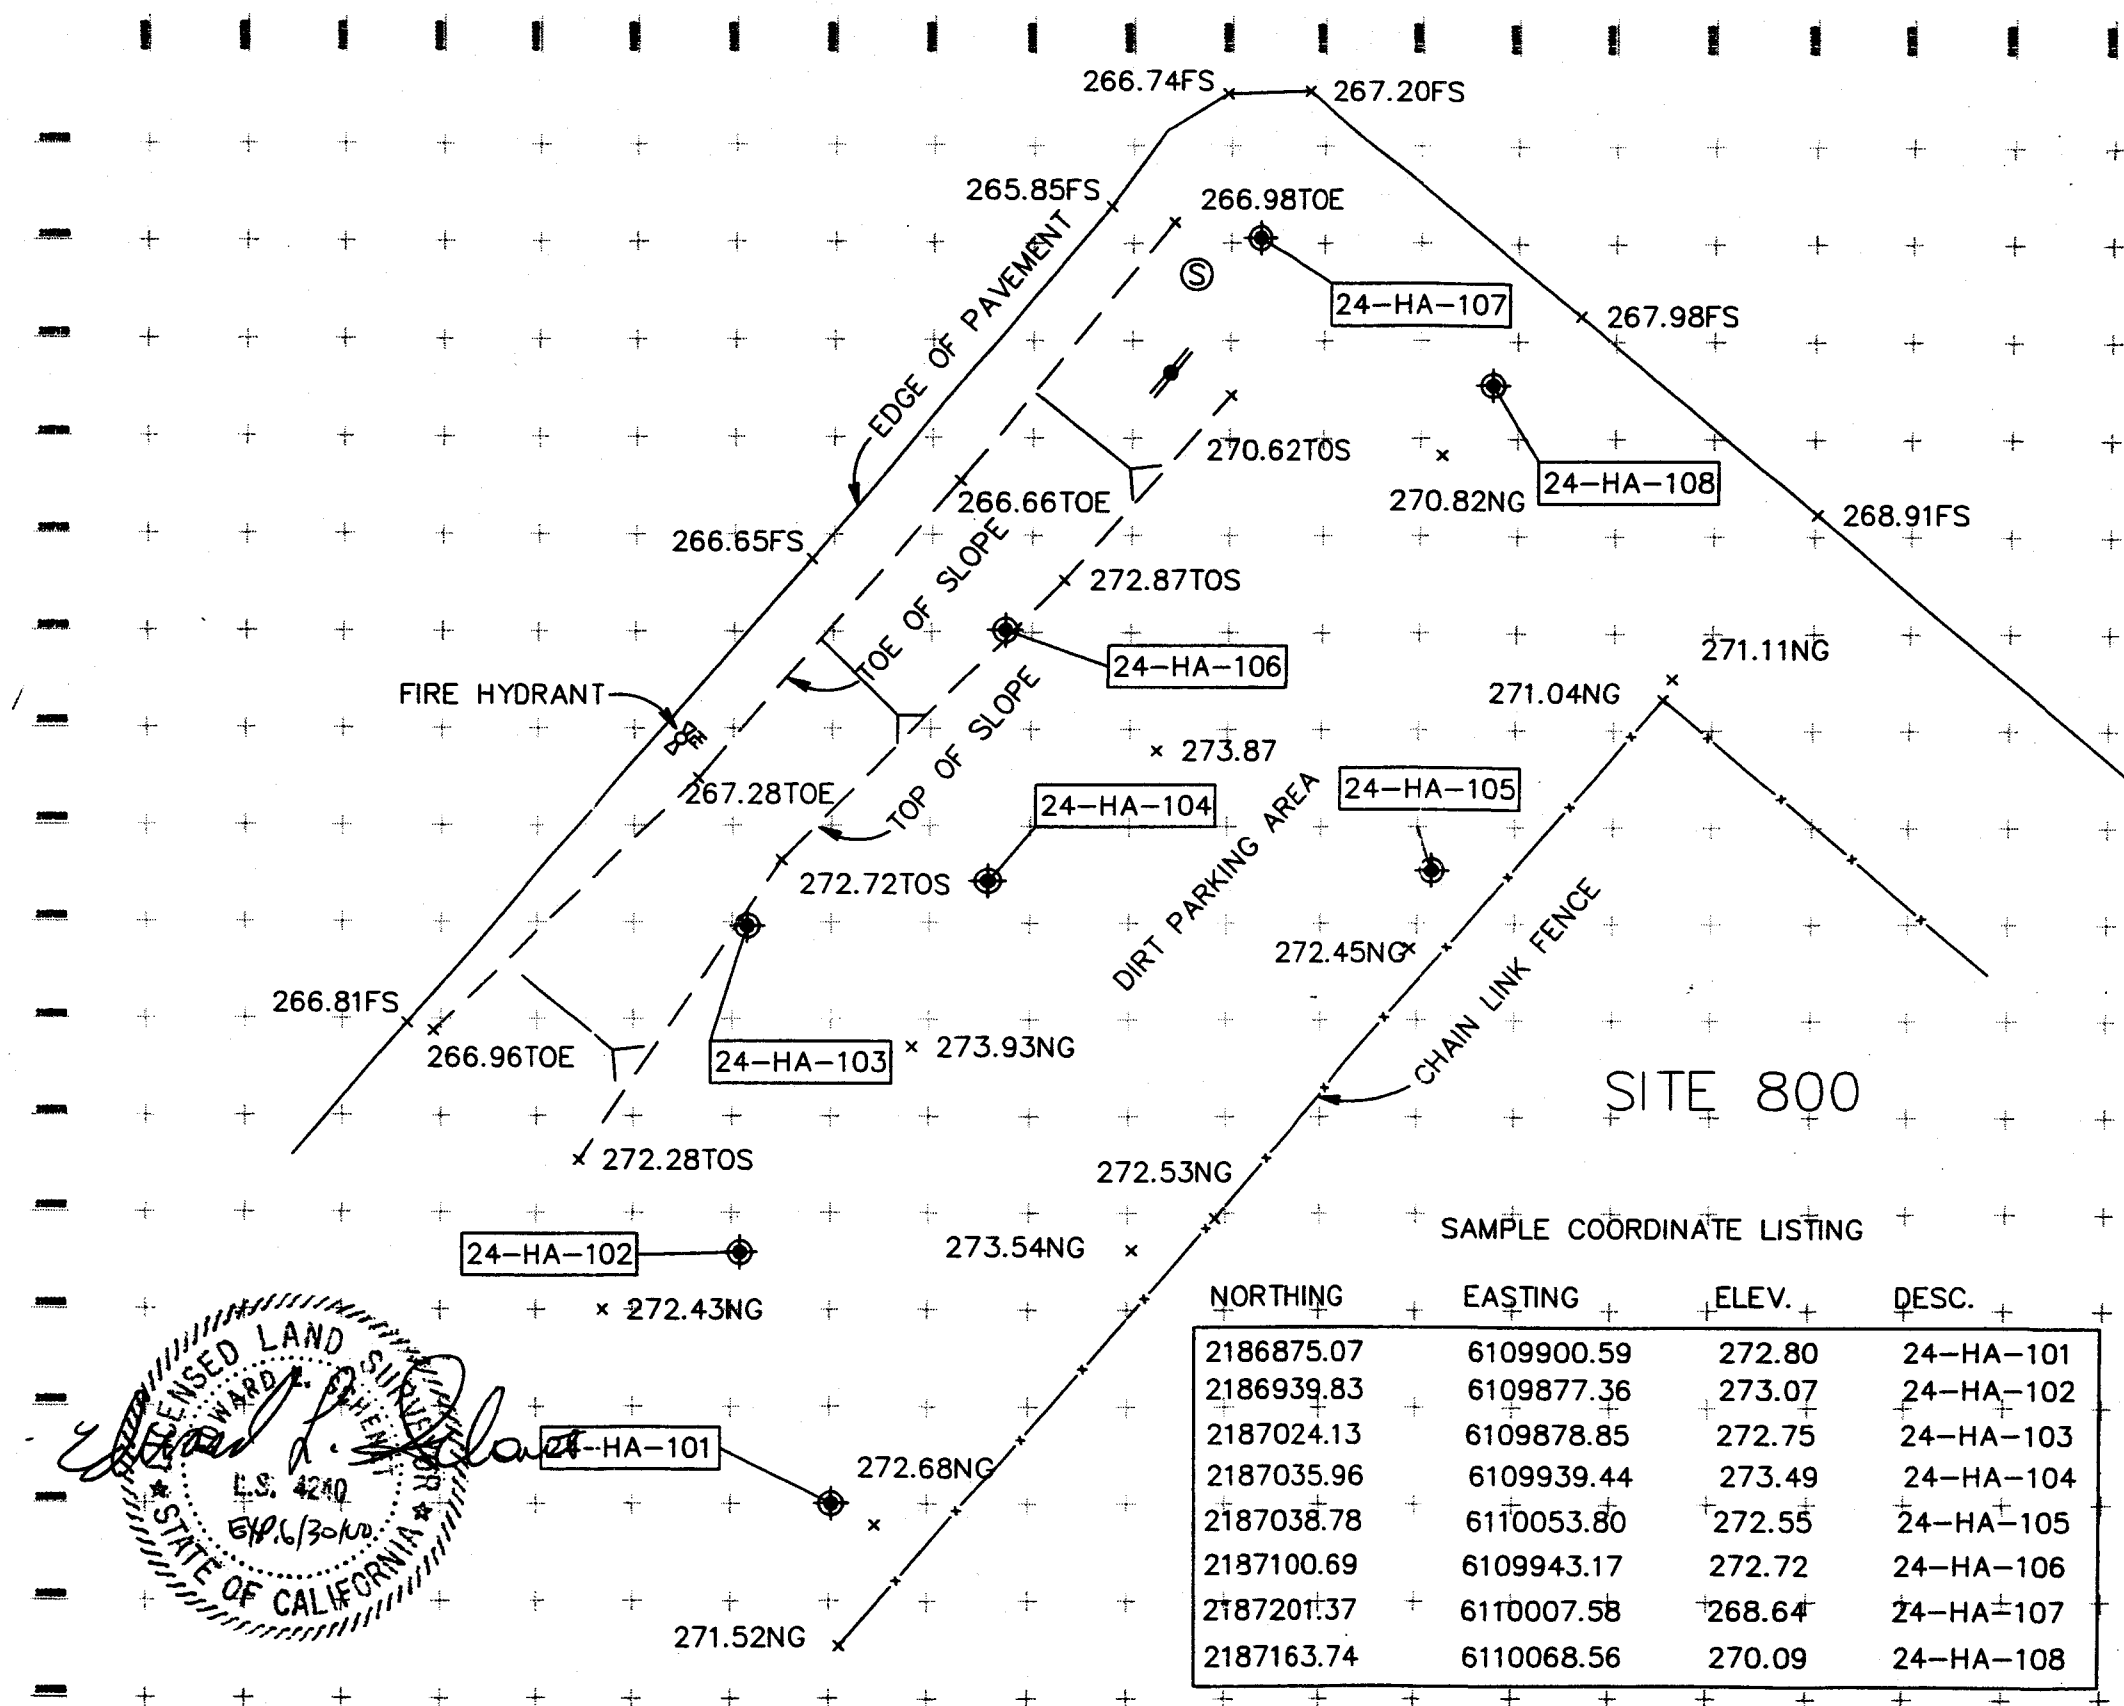 266.74FS
267.20FS
265.85FS
266.98TOE
EDGE OF PAVEMENT
S
24-HA-107
267.98FS
270.62TOS
270.82NG
24-HA-108
266.66TOE
268.91FS
266.65FS
TOE OF SLOPE
272.87TOS
24-HA-106
271.11NG
271.04NG
FIRE HYDRANT
FH
TOP OF SLOPE
273.87
267.28TOE
24-HA-104
24-HA-105
DIRT PARKING AREA
272.72TOS
272.45NG
CHAIN LINK FENCE
266.81FS
266.96TOE
24-HA-103
273.93NG
SITE 800
272.28TOS
272.53NG
24-HA-102
273.54NG
272.43NG
SAMPLE COORDINATE LISTING
NORTHING EASTING ELEV. DESC.
2186875.07 6109900.59 272.80 24-HA-101
2186939.83 6109877.36 273.07 24-HA-102
2187024.13 6109878.85 272.75 24-HA-103
2187035.96 6109939.44 273.49 24-HA-104
2187038.78 6110053.80 272.55 24-HA-105
2187100.69 6109943.17 272.72 24-HA-106
2187201.37 6110007.58 268.64 24-HA-107
2187163.74 6110068.56 270.09 24-HA-108
LICENSED LAND SURVEYOR
L.S. 4240
STATE OF CALIFORNIA
24-HA-101
272.68NG
271.52NG